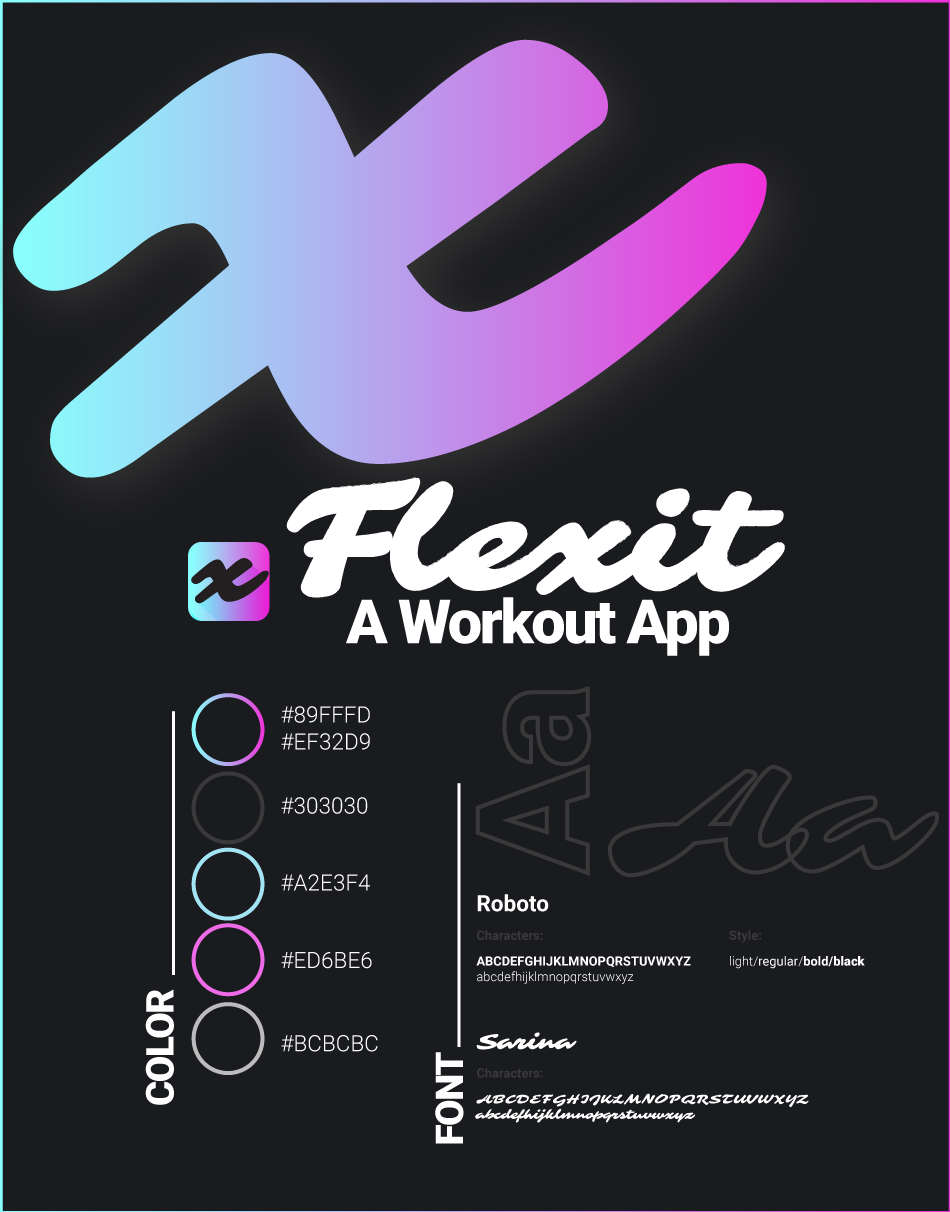 Flexit
A Workout App
#89FFFD
#EF32D9
#303030
#A2E3F4
#ED6BE6
#BCBCBC
COLOR
Aa
Aa
Roboto
Characters:
ABCDEFGHIJKLMNOPQRSTUVWXYZ
abcdefhijklmnopqrstuvwxyz
Style:
light/regular/bold/black
Sarina
Characters:
ABCDEFGHIJKLMNOPQRSTUVWXYZ
abcdefhijklmnopqrstuvwxyz
FONT